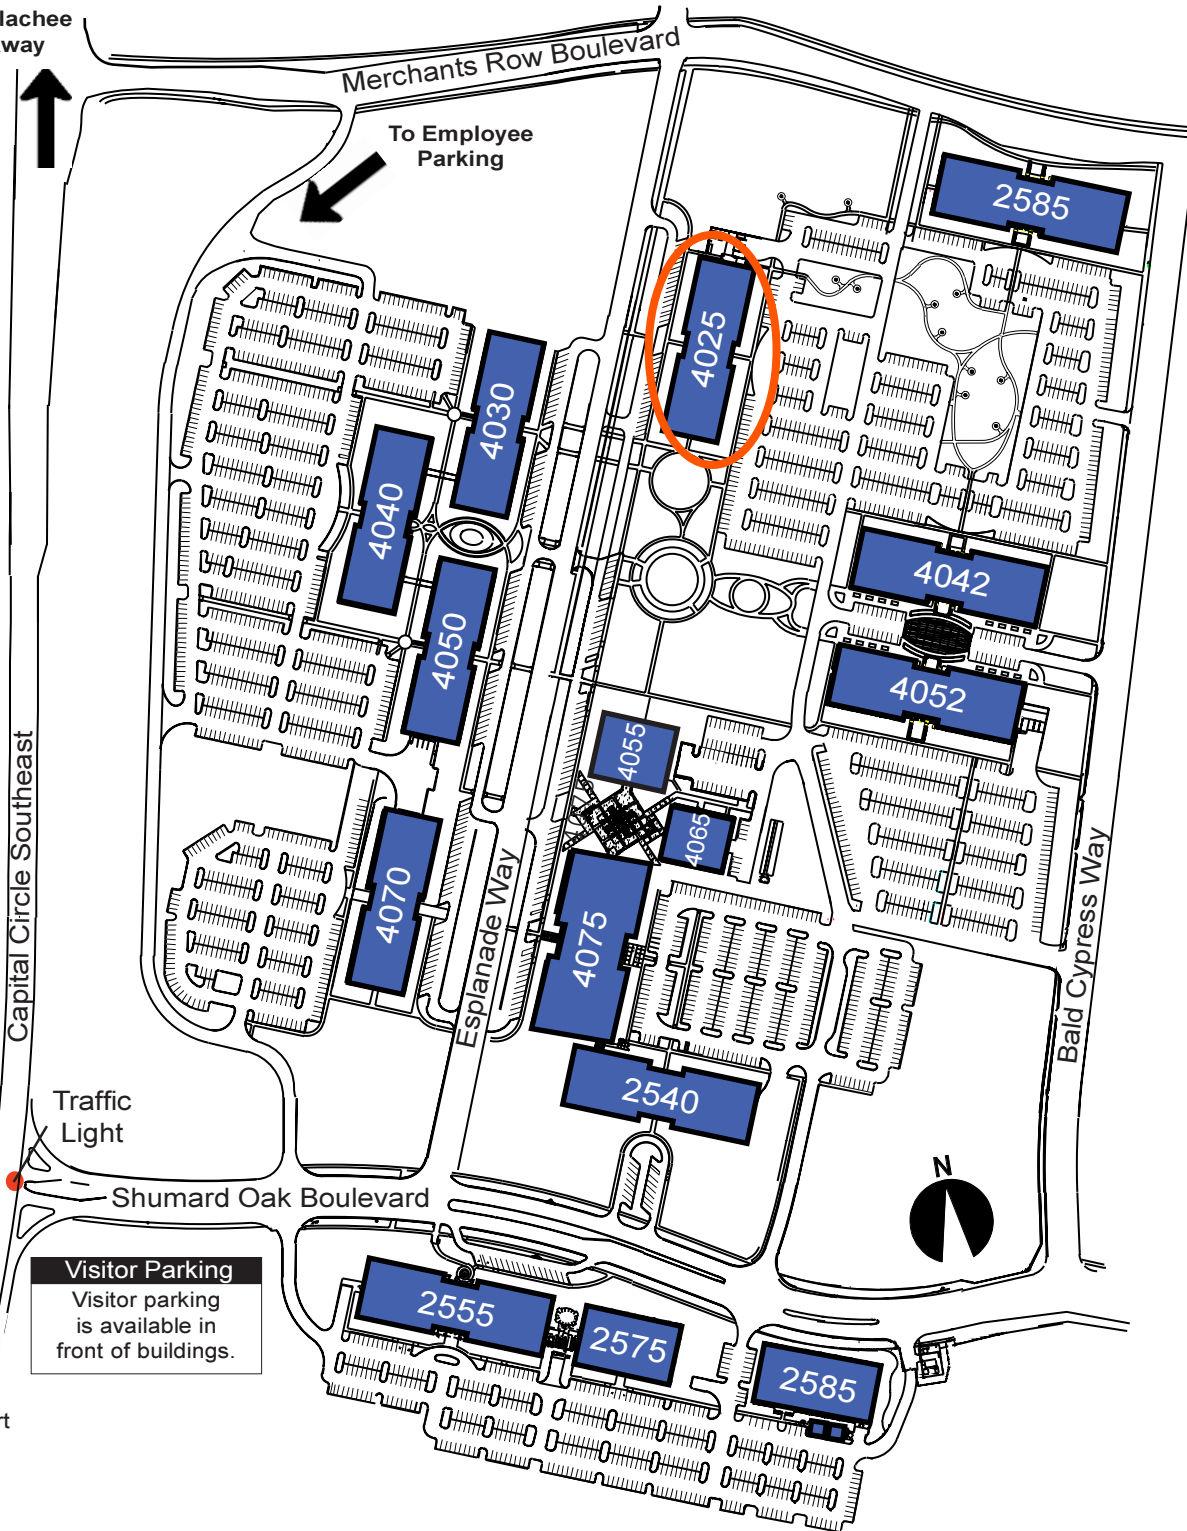 lachee
way
Merchants Row Boulevard
To Employee
Parking
2585
4025
4030
4040
4042
4050
4052
4055
4065
4070
4075
2540
Capital Circle Southeast
Esplanade Way
Bald Cypress Way
Traffic
Light
Shumard Oak Boulevard
N
Visitor Parking
Visitor parking
is available in
front of buildings.
2555
2575
2585
rt